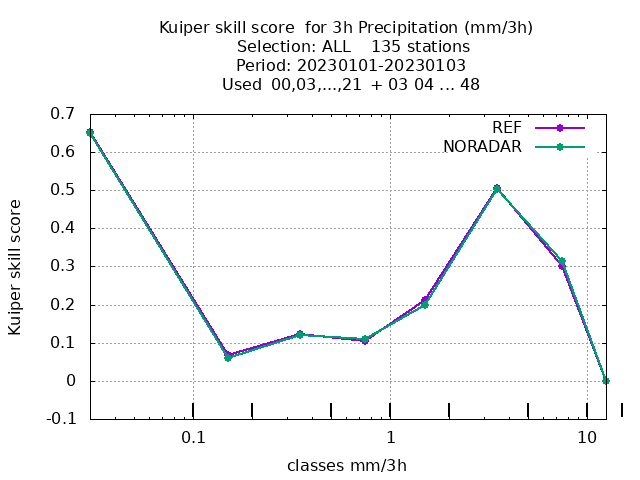 Kuiper skill score  for 3h Precipitation (mm/3h)
Selection: ALL    135 stations
Period: 20230101-20230103
Used  00,03,...,21  + 03 04 ... 48
0.7
0.6
0.5
0.4
0.3
0.2
0.1
0
-0.1
Kuiper skill score
REF
NORADAR
0.1
1
10
classes mm/3h